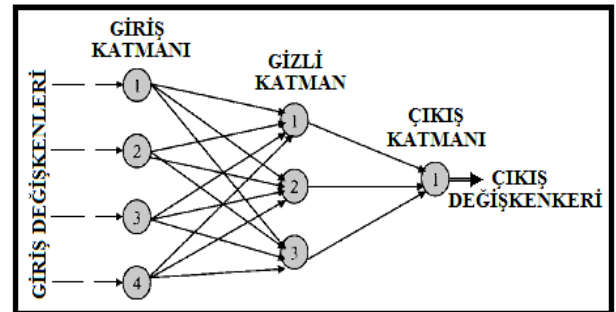 GİRİŞ
KATMANI
GİZLİ
KATMAN
ÇIKIŞ
KATMANI
GİRİŞ DEĞİŞKENLERİ
1
2
3
4
1
2
3
1
ÇIKIŞ
DEĞİŞKENKERİ